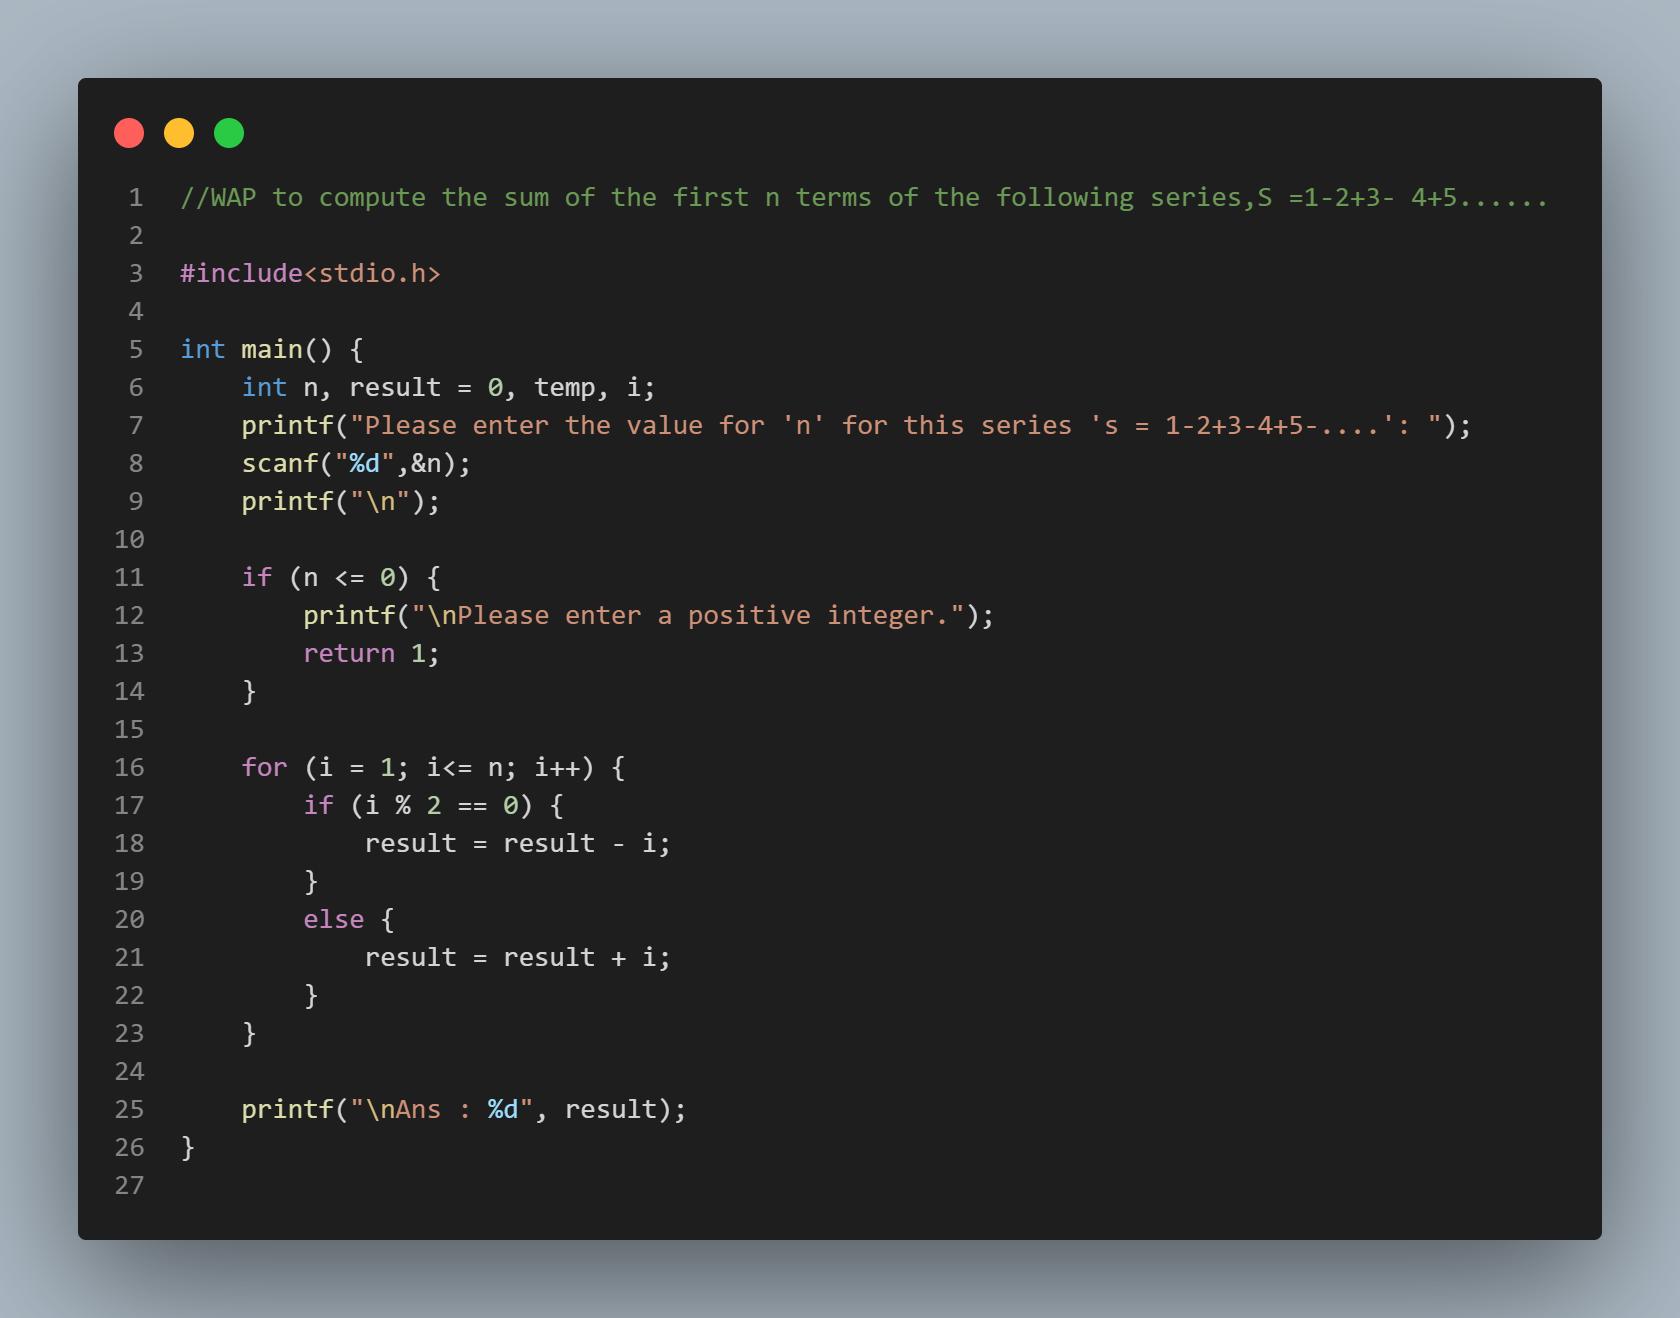 1 //WAP to compute the sum of the first n terms of the following series,S =1-2+3- 4+5......
2
3 #include<stdio.h>
4
5 int main() {
6     int n, result = 0, temp, i;
7     printf("Please enter the value for 'n' for this series 's = 1-2+3-4+5-....': ");
8     scanf("%d",&n);
9     printf("\n");
10
11     if (n <= 0) {
12         printf("\nPlease enter a positive integer.");
13         return 1;
14     }
15
16     for (i = 1; i<= n; i++) {
17         if (i % 2 == 0) {
18             result = result - i;
19         }
20         else {
21             result = result + i;
22         }
23     }
24
25     printf("\nAns : %d", result);
26 }
27